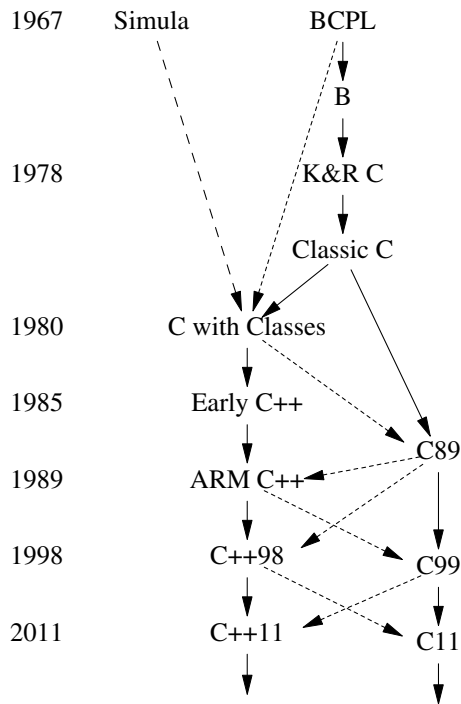 1967 Simula BCPL
B
1978 K&R C
Classic C
1980 C with Classes
1985 Early C++
C89
1989 ARM C++
1998 C++98
C99
2011 C++11
C11